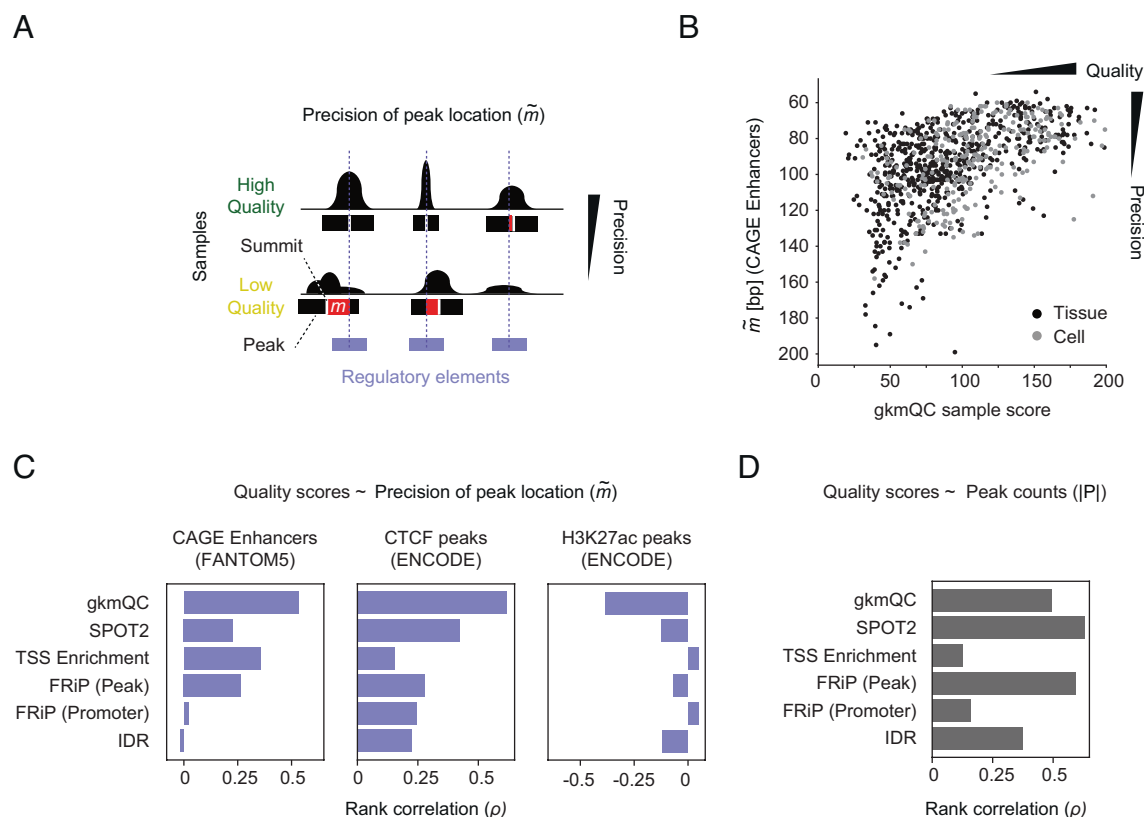 A
Precision of peak location (m̃)
High
Quality
Summit
Low
Quality
m
Peak
Samples
Precision
Regulatory elements
B
Quality
Precision
m̃ [bp] (CAGE Enhancers)
60
80
100
120
140
160
180
200
Tissue
Cell
0
50
100
150
200
gkmQC sample score
C
Quality scores ~ Precision of peak location (m̃)
CAGE Enhancers
(FANTOM5)
CTCF peaks
(ENCODE)
H3K27ac peaks
(ENCODE)
gkmQC
SPOT2
TSS Enrichment
FRiP (Peak)
FRiP (Promoter)
IDR
0 0.25 0.5
0 0.25 0.5
-0.5 -0.25 0
Rank correlation (ρ)
D
Quality scores ~ Peak counts (|P|)
gkmQC
SPOT2
TSS Enrichment
FRiP (Peak)
FRiP (Promoter)
IDR
0 0.25 0.5
Rank correlation (ρ)